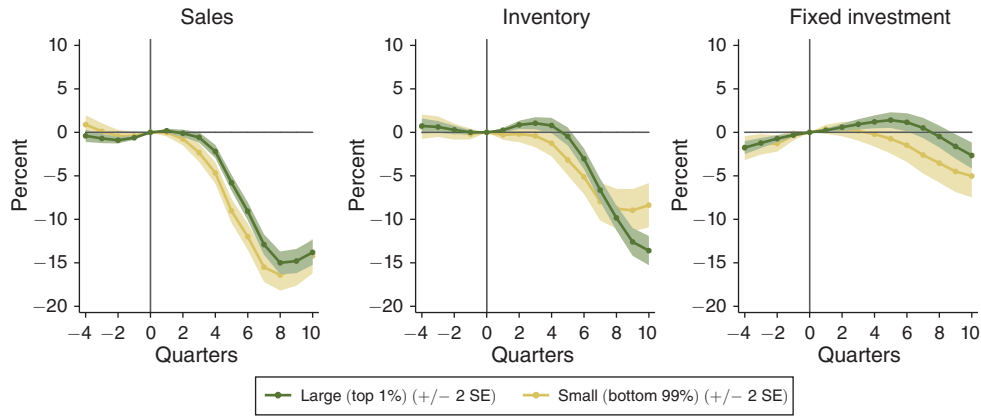 Sales
Inventory
Fixed investment
10
5
0
−5
−10
−15
−20
Percent
−4 −2 0 2 4 6 8 10
Quarters
10
5
0
−5
−10
−15
−20
Percent
−4 −2 0 2 4 6 8 10
Quarters
10
5
0
−5
−10
−15
−20
Percent
−4 −2 0 2 4 6 8 10
Quarters
Large (top 1%) (+/− 2 SE)
Small (bottom 99%) (+/− 2 SE)